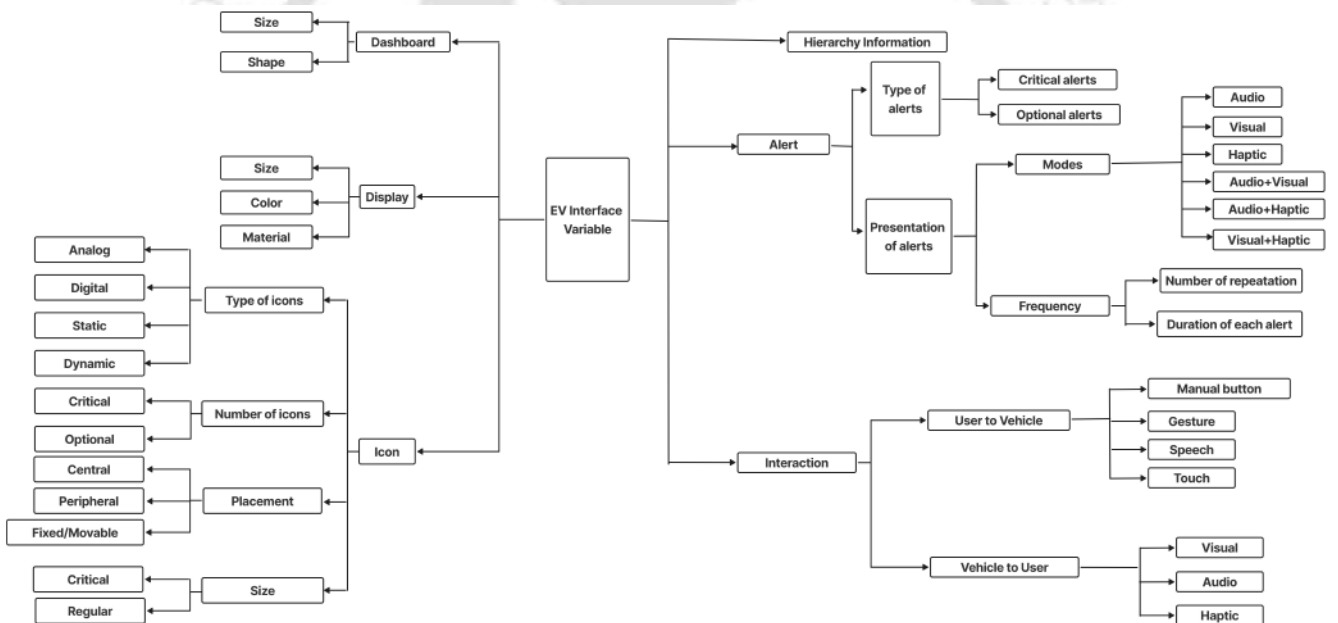 EV Interface
Variable
Dashboard
Size
Shape
Display
Size
Color
Material
Icon
Type of icons
Analog
Digital
Static
Dynamic
Number of icons
Critical
Optional
Placement
Central
Peripheral
Fixed/Movable
Size
Critical
Regular
Hierarchy Information
Alert
Type of
alerts
Critical alerts
Optional alerts
Presentation
of alerts
Modes
Audio
Visual
Haptic
Audio+Visual
Audio+Haptic
Visual+Haptic
Frequency
Number of repeatation
Duration of each alert
Interaction
User to Vehicle
Manual button
Gesture
Speech
Touch
Vehicle to User
Visual
Audio
Haptic